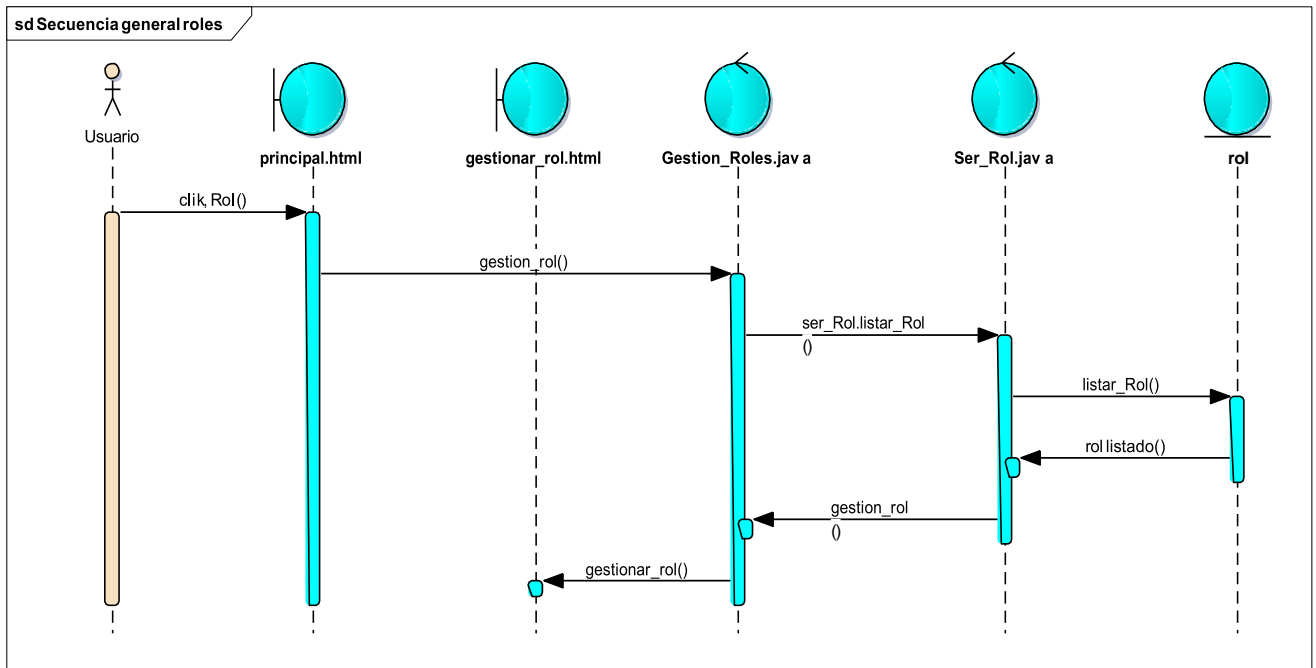 sd Secuencia general roles
Usuario
principal.html
gestionar_rol.html
Gestion_Roles.jav a
Ser_Rol.jav a
rol
clik, Rol()
gestion_rol()
ser_Rol.listar_Rol
()
listar_Rol()
rol listado()
gestion_rol
()
gestionar_rol()